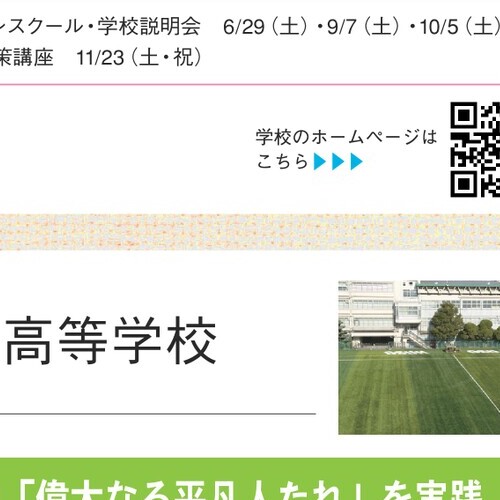 スクール・学校説明会 6/29（土）・9/7（土）・10/5（土）
策講座 11/23（土・祝）
学校のホームページは
こちら▶▶▶
高等学校
「偉大なる平凡人たれ」を実践